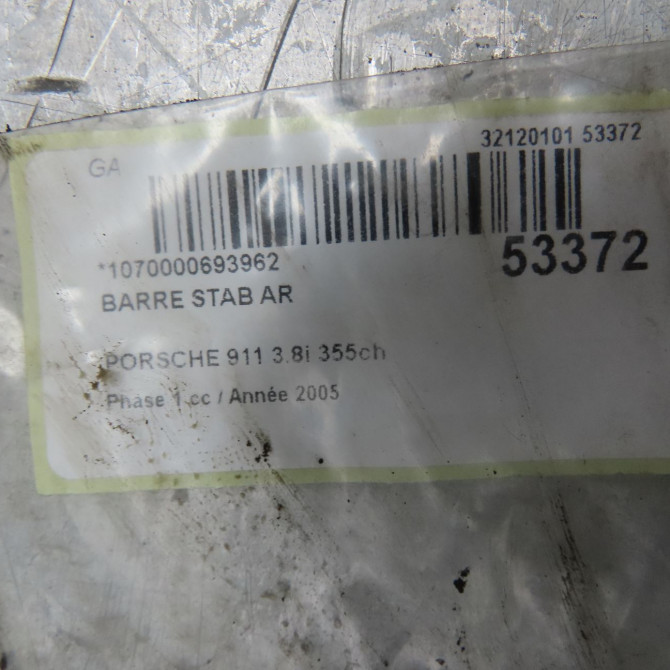 32120101 53372
GA
*1070000693962
53372
BARRE STAB AR
PORSCHE 911 3.8i 355ch
Phase 1 cc / Année 2005